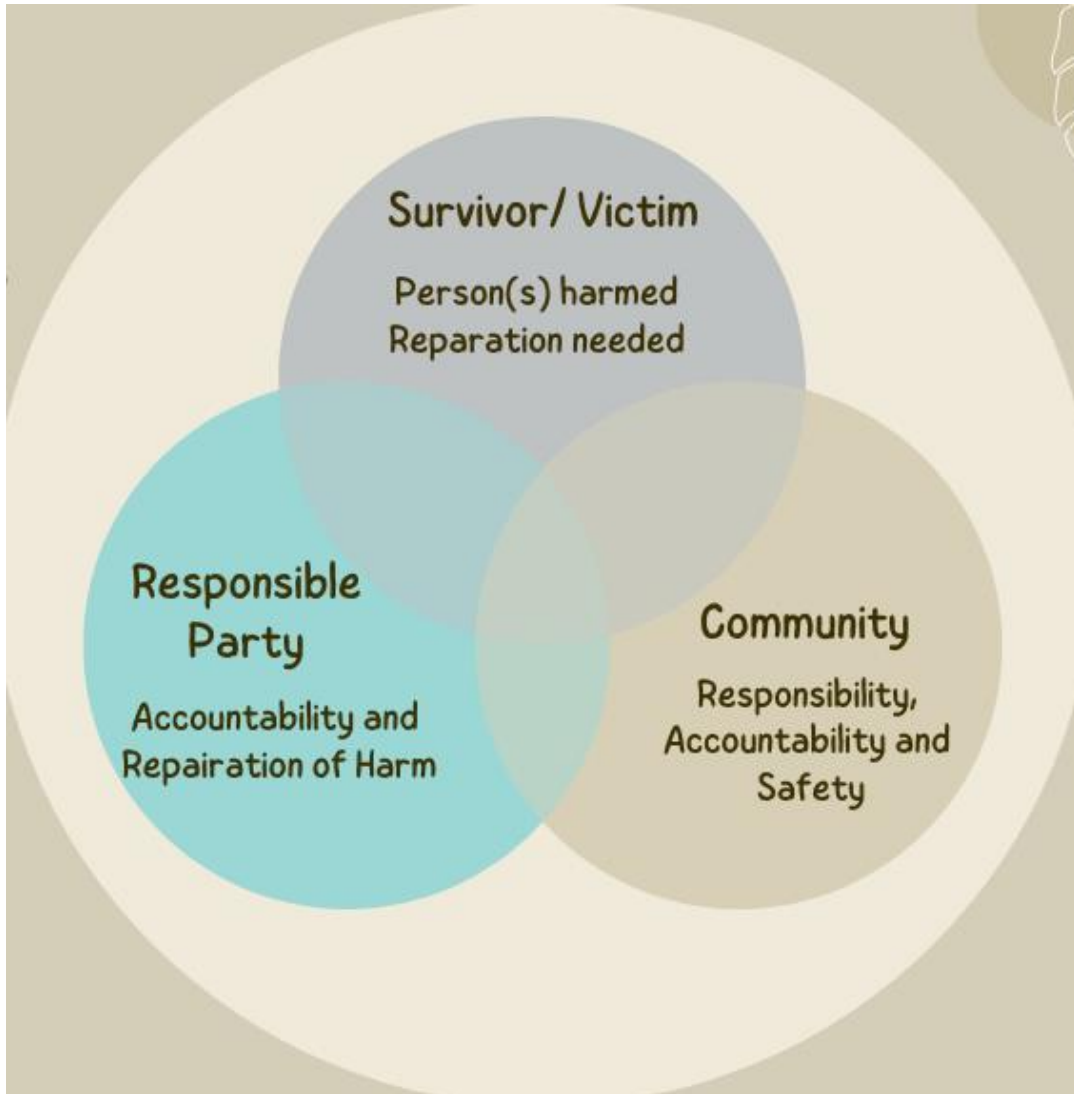 Survivor/ Victim
Person(s) harmed
Reparation needed
Responsible
Party
Accountability and
Repairation of Harm
Community
Responsibility,
Accountability and
Safety